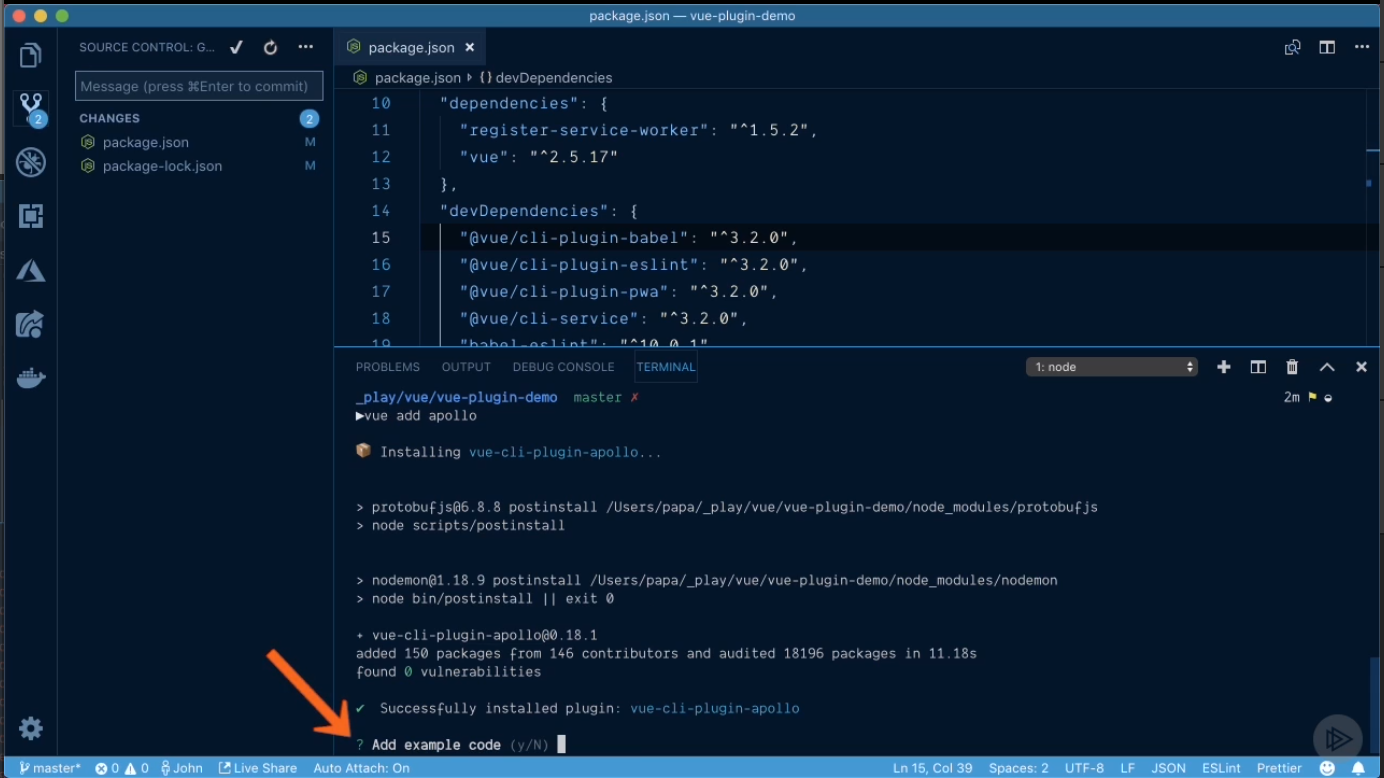 package.json — vue-plugin-demo
SOURCE CONTROL: G...
Message (press ⌘Enter to commit)
CHANGES 2
package.json M
package-lock.json M
2
package.json ×
package.json {} devDependencies
10 "dependencies": {
11 "register-service-worker": "^1.5.2",
12 "vue": "^2.5.17"
13 },
14 "devDependencies": {
15 "@vue/cli-plugin-babel": "^3.2.0",
16 "@vue/cli-plugin-eslint": "^3.2.0",
17 "@vue/cli-plugin-pwa": "^3.2.0",
18 "@vue/cli-service": "^3.2.0",
19 "babel-eslint": "^10.0.1"
PROBLEMS OUTPUT DEBUG CONSOLE TERMINAL 1: node
_play/vue/vue-plugin-demo master ✗ 2m
▶vue add apollo
📦 Installing vue-cli-plugin-apollo...
> protobufjs@6.8.8 postinstall /Users/papa/_play/vue/vue-plugin-demo/node_modules/protobufjs
> node scripts/postinstall
> nodemon@1.18.9 postinstall /Users/papa/_play/vue/vue-plugin-demo/node_modules/nodemon
> node bin/postinstall || exit 0
+ vue-cli-plugin-apollo@0.18.1
added 150 packages from 146 contributors and audited 18196 packages in 11.18s
found 0 vulnerabilities
✔ Successfully installed plugin: vue-cli-plugin-apollo
? Add example code (y/N)
master* 0 0 John Live Share Auto Attach: On Ln 15, Col 39 Spaces: 2 UTF-8 LF JSON ESLint Prettier